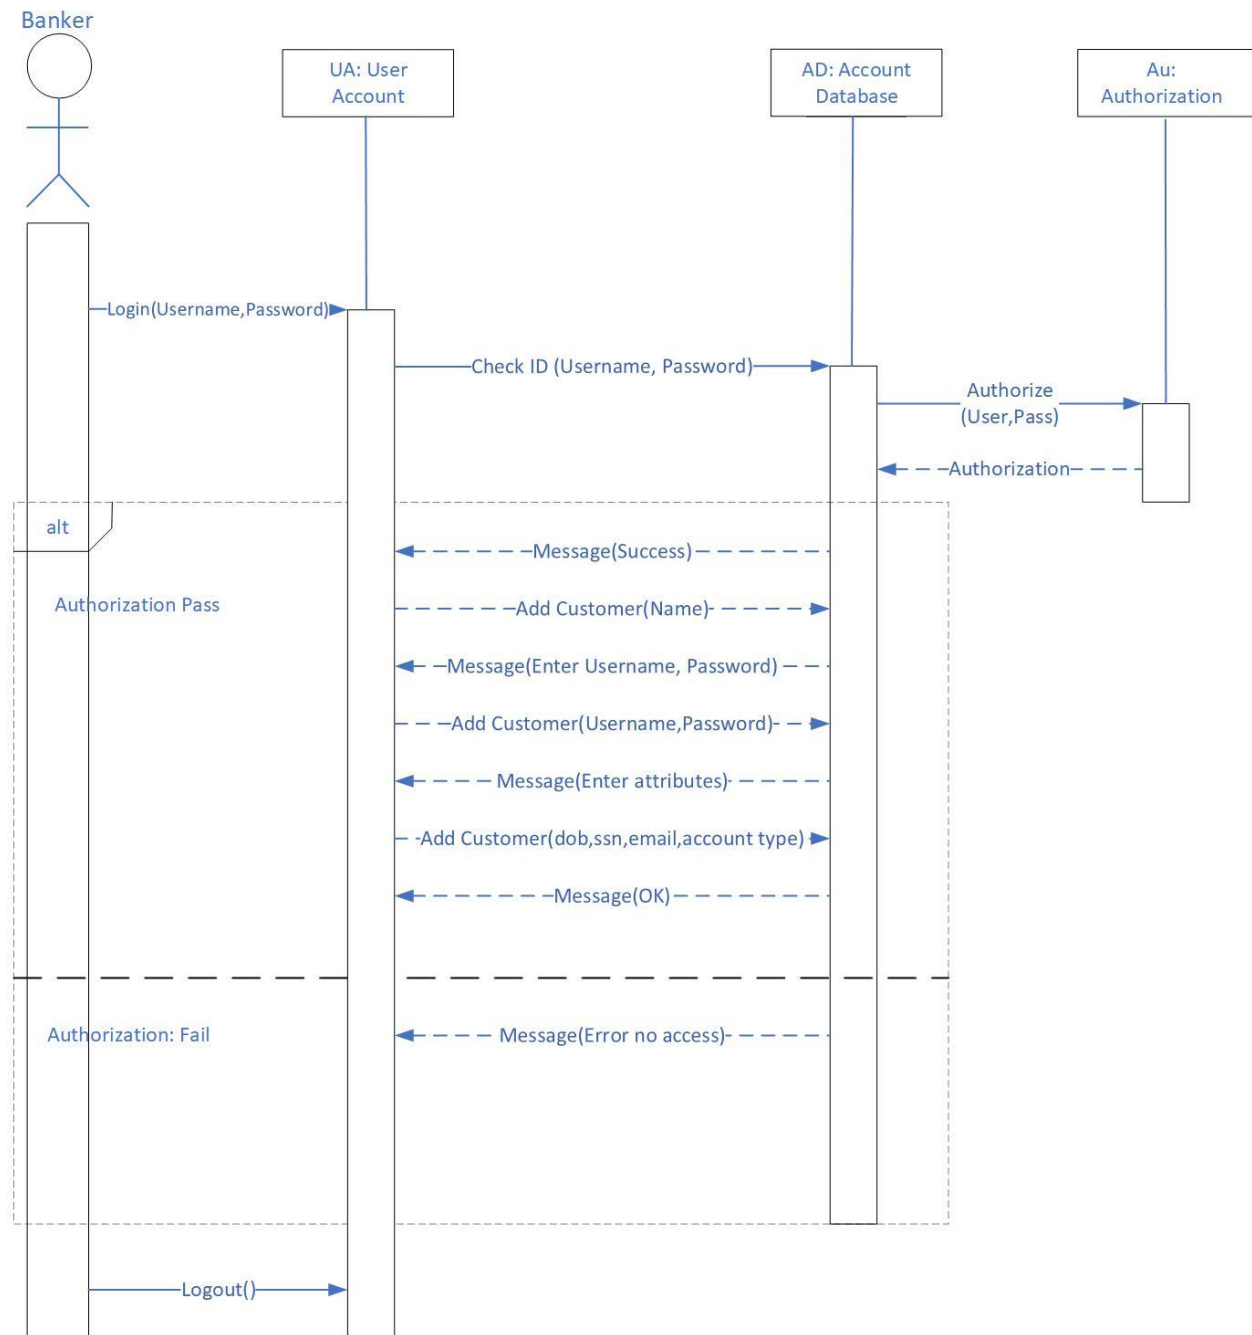 Banker
UA: User
Account
AD: Account
Database
Au:
Authorization
Login(Username,Password)
Check ID (Username, Password)
Authorize
(User,Pass)
Authorization
alt
Message(Success)
Authorization Pass
Add Customer(Name)
Message(Enter Username, Password)
Add Customer(Username,Password)
Message(Enter attributes)
Add Customer(dob,ssn,email,account type)
Message(OK)
Authorization: Fail
Message(Error no access)
Logout()